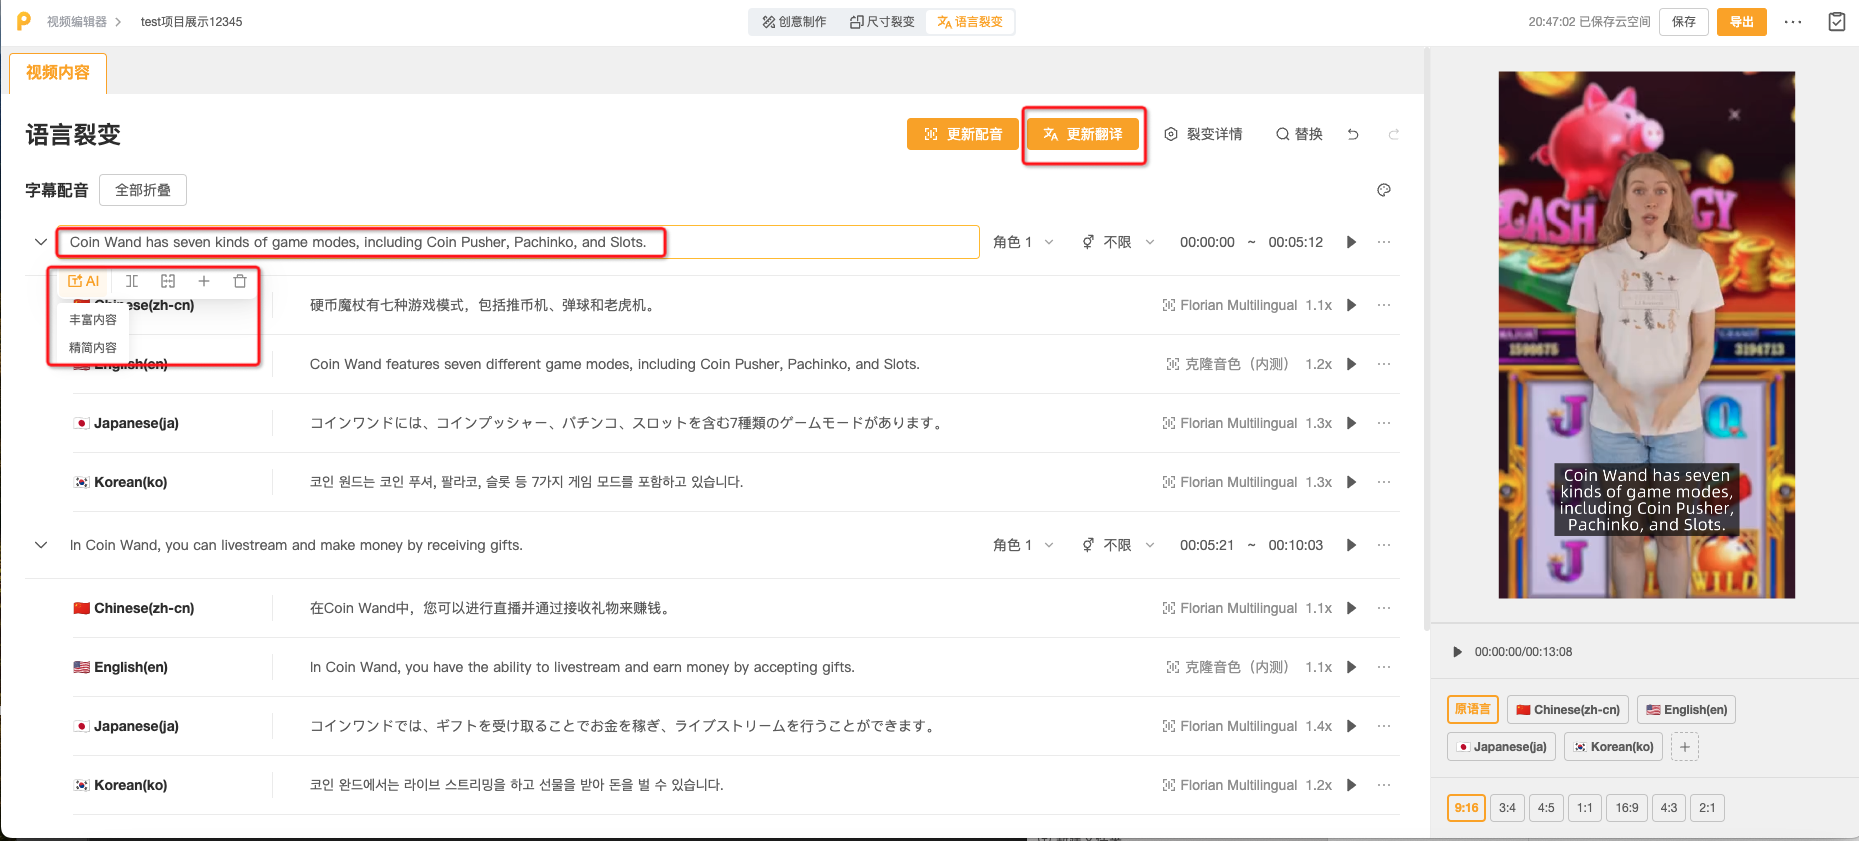 视频编辑器
test项目展示12345
创意制作
尺寸裂变
语言裂变
20:47:02 已保存云空间
保存
导出
视频内容
语言裂变
更新配音
更新翻译
裂变详情
替换
字幕配音
全部折叠
Coin Wand has seven kinds of game modes, including Coin Pusher, Pachinko, and Slots.
角色 1
不限
00:00:00 ~ 00:05:12
AI
丰富内容
精简内容
Chinese(zh-cn)
硬币魔杖有七种游戏模式，包括推币机、弹球和老虎机。
Florian Multilingual 1.1x
English(en)
Coin Wand features seven different game modes, including Coin Pusher, Pachinko, and Slots.
克隆音色（内测） 1.2x
Japanese(ja)
コインワンドには、コインプッシャー、パチンコ、スロットを含む7種類のゲームモードがあります。
Florian Multilingual 1.3x
Korean(ko)
코인 원드는 코인 푸셔, 팔라코, 슬롯 등 7가지 게임 모드를 포함하고 있습니다.
Florian Multilingual 1.3x
In Coin Wand, you can livestream and make money by receiving gifts.
角色 1
不限
00:05:21 ~ 00:10:03
Chinese(zh-cn)
在Coin Wand中，您可以进行直播并通过接收礼物来赚钱。
Florian Multilingual 1.1x
English(en)
In Coin Wand, you have the ability to livestream and earn money by accepting gifts.
克隆音色（内测） 1.1x
Japanese(ja)
コインワンドでは、ギフトを受け取ることでお金を稼ぎ、ライブストリームを行うことができます。
Florian Multilingual 1.4x
Korean(ko)
코인 완드에서는 라이브 스트리밍을 하고 선물을 받아 돈을 벌 수 있습니다.
Florian Multilingual 1.2x
CASH
GY
3194713
WILD
Coin Wand has seven
kinds of game modes,
including Coin Pusher,
Pachinko, and Slots.
00:00:00/00:13:08
原语言
Chinese(zh-cn)
English(en)
Japanese(ja)
Korean(ko)
9:16
3:4
4:5
1:1
16:9
4:3
2:1